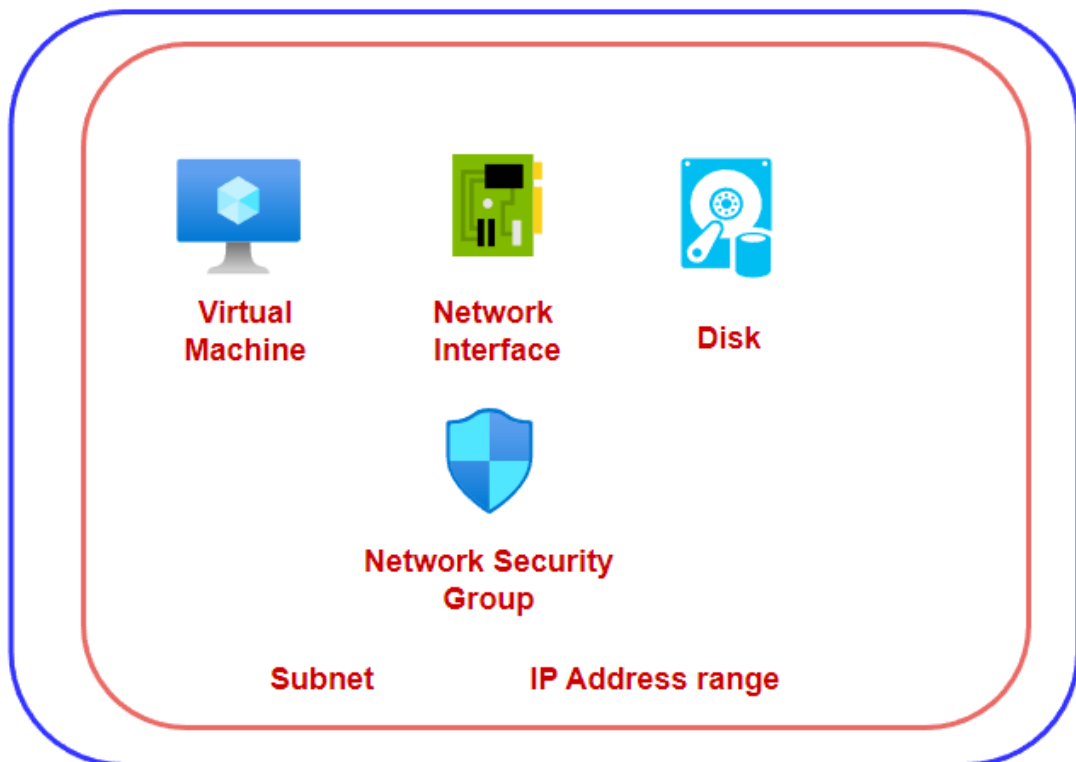 Virtual
Machine
Network
Interface
Disk
Network Security
Group
Subnet
IP Address range